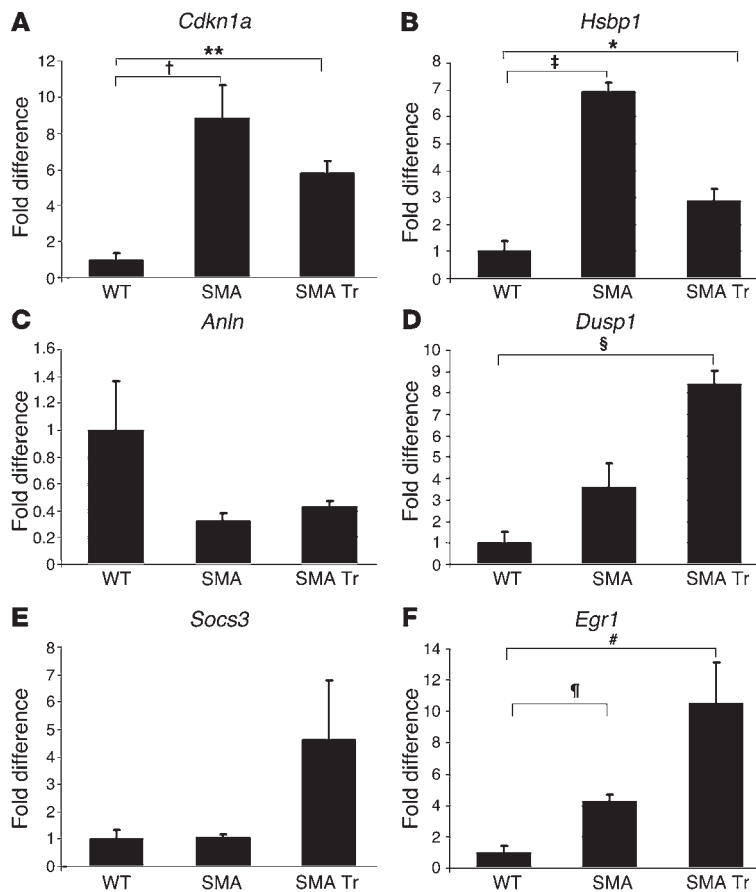 A
Cdkn1a
**
†
Fold difference
12
10
8
6
4
2
0
WT SMA SMA Tr
B
Hsbp1
*
‡
Fold difference
8
7
6
5
4
3
2
1
0
WT SMA SMA Tr
C
Anln
Fold difference
1.6
1.4
1.2
1
0.8
0.6
0.4
0.2
0
WT SMA SMA Tr
D
Dusp1
§
Fold difference
10
9
8
7
6
5
4
3
2
1
0
WT SMA SMA Tr
E
Socs3
Fold difference
8
7
6
5
4
3
2
1
0
WT SMA SMA Tr
F
Egr1
#
¶
Fold difference
14
12
10
8
6
4
2
0
WT SMA SMA Tr